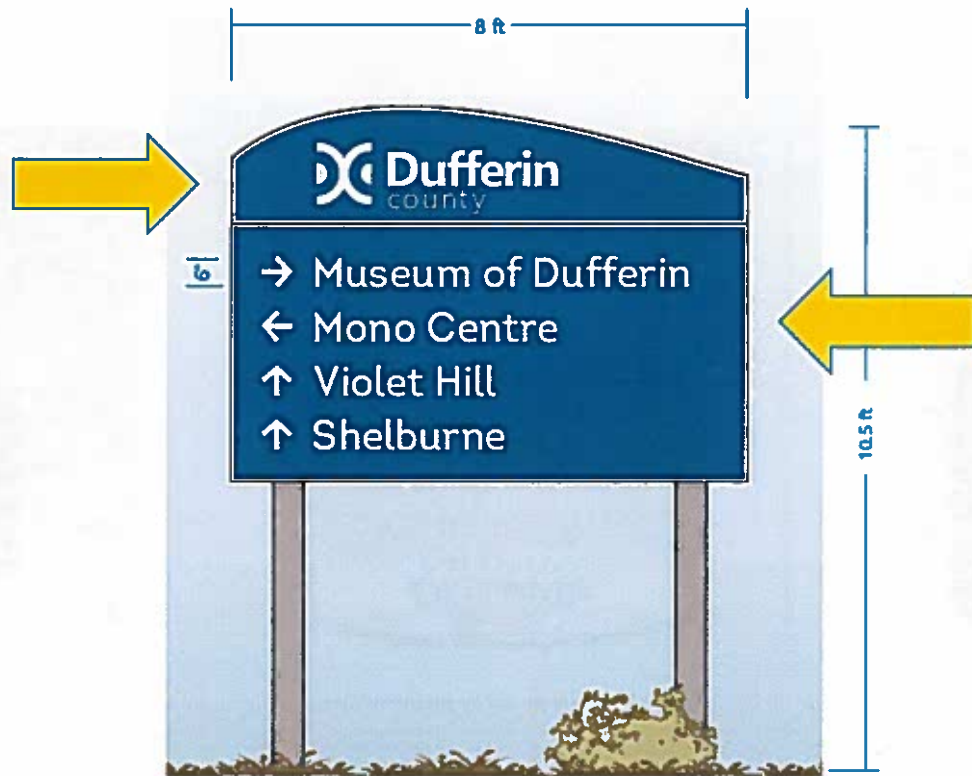 8 ft
Dufferin
county
6"
→ Museum of Dufferin
← Mono Centre
↑ Violet Hill
↑ Shelburne
10.5 ft